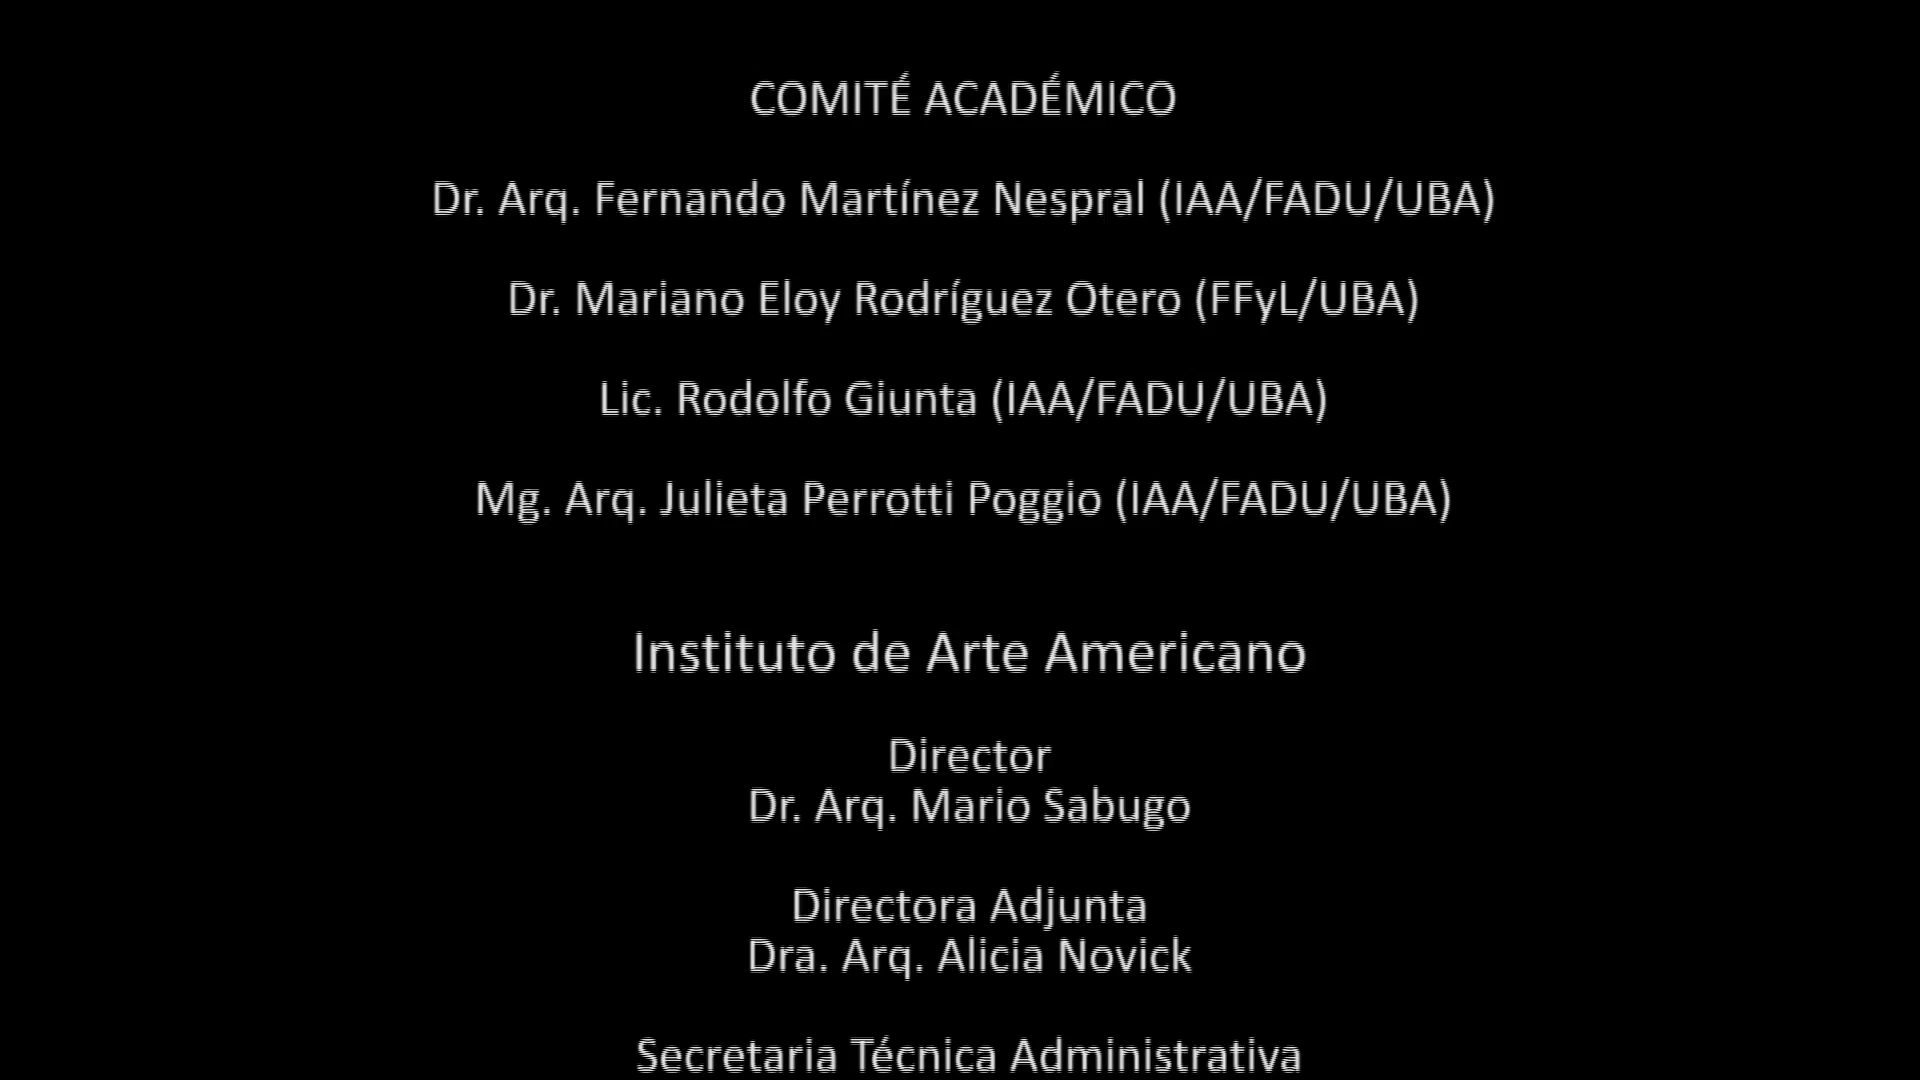 COMITÉ ACADÉMICO
Dr. Arq. Fernando Martínez Nespral (IAA/FADU/UBA)
Dr. Mariano Eloy Rodríguez Otero (FFyL/UBA)
Lic. Rodolfo Giunta (IAA/FADU/UBA)
Mg. Arq. Julieta Perrotti Poggio (IAA/FADU/UBA)
Instituto de Arte Americano
Director
Dr. Arq. Mario Sabugo
Directora Adjunta
Dra. Arq. Alicia Novick
Secretaria Técnica Administrativa